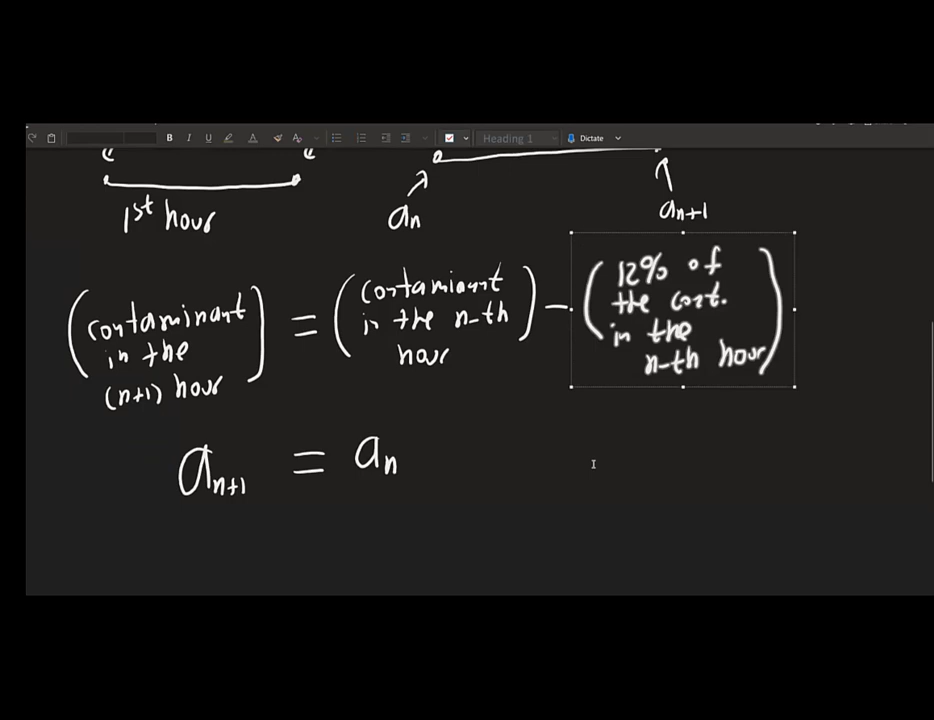 B I U A Heading 1 Dictate
1st hour
an
an+1
(contaminant in the (n+1) hour) = (contaminant in the n-th hour) - (12% of the cont. in the n-th hour)
an+1 = an